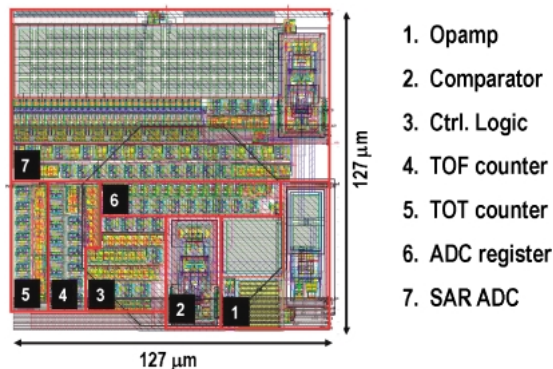 1. Opamp
2. Comparator
3. Ctrl. Logic
4. TOF counter
5. TOT counter
6. ADC register
7. SAR ADC
7
6
5
4
3
2
1
127 µm
127 µm